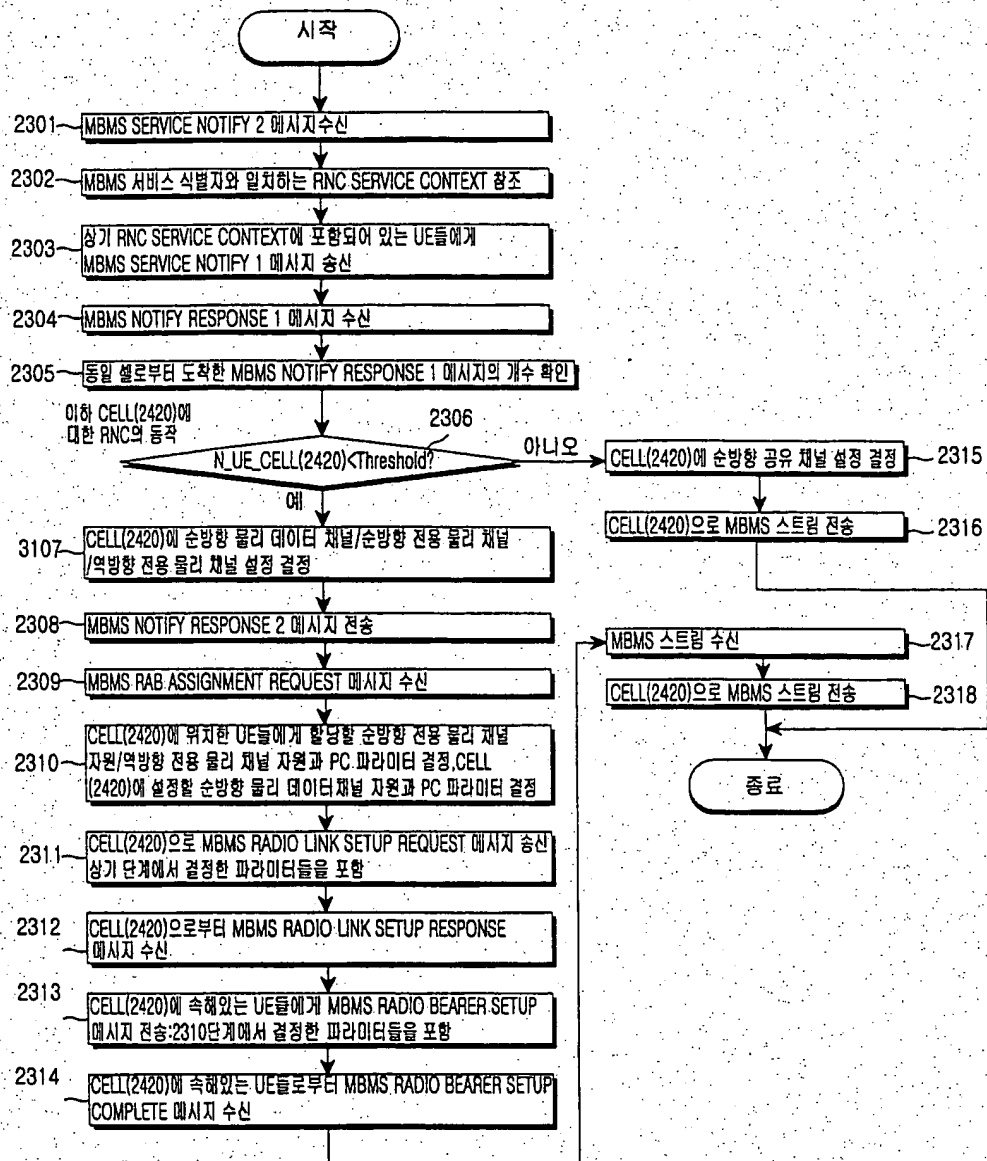 시작
2301 MBMS SERVICE NOTIFY 2 메시지수신
2302 MBMS 서비스 식별자와 일치하는 RNC SERVICE CONTEXT 참조
2303 상기 RNC SERVICE CONTEXT에 포함되어 있는 UE들에게
MBMS SERVICE NOTIFY 1 메시지 송신
2304 MBMS NOTIFY RESPONSE 1 메시지 수신
2305 동일 셀로부터 도착한 MBMS NOTIFY RESPONSE 1 메시지의 개수 확인
이하 CELL(2420)에
대한 RNC의 동작
2306
N_UE_CELL(2420)<Threshold?
아니오
예
CELL(2420)에 순방향 공유 채널 설정 결정 2315
CELL(2420)으로 MBMS 스트림 전송 2316
3107 CELL(2420)에 순방향 물리 데이터 채널/순방향 전용 물리 채널
/역방향 전용 물리 채널 설정 결정
2308 MBMS NOTIFY RESPONSE 2 메시지 전송
2309 MBMS RAB ASSIGNMENT REQUEST 메시지 수신
2310 CELL(2420)에 위치한 UE들에게 할당할 순방향 전용 물리 채널
자원/역방향 전용 물리 채널 자원과 PC 파라미터 결정,CELL
(2420)에 설정할 순방향 물리 데이터채널 자원과 PC 파라미터 결정
2311 CELL(2420)으로 MBMS RADIO LINK SETUP REQUEST 메시지 송신
상기 단계에서 결정한 파라미터들을 포함
2312 CELL(2420)으로부터 MBMS RADIO LINK SETUP RESPONSE
메시지 수신
2313 CELL(2420)에 속해있는 UE들에게 MBMS RADIO BEARER SETUP
메시지 전송:2310단계에서 결정한 파라미터들을 포함
2314 CELL(2420)에 속해있는 UE들로부터 MBMS RADIO BEARER SETUP
COMPLETE 메시지 수신
MBMS 스트림 수신 2317
CELL(2420)으로 MBMS 스트림 전송 2318
종료